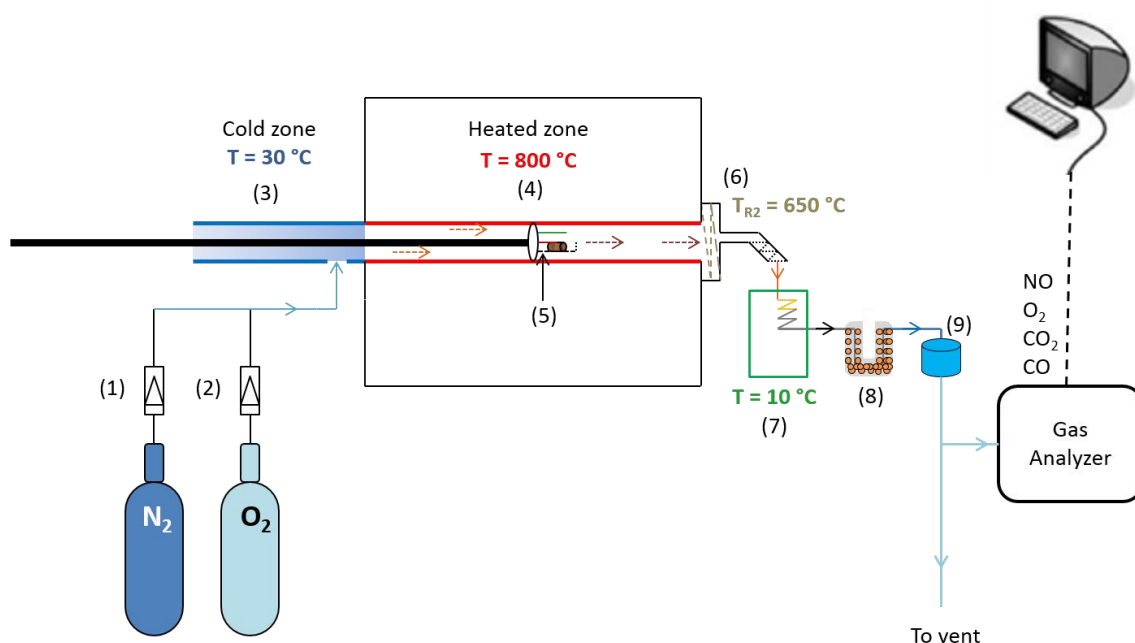 Cold zone
T = 30 °C
(3)
Heated zone
T = 800 °C
(4)
(6)
T_R2 = 650 °C
(5)
(1)
(2)
N₂
O₂
T = 10 °C
(7)
(8)
(9)
NO
O₂
CO₂
CO
Gas
Analyzer
To vent